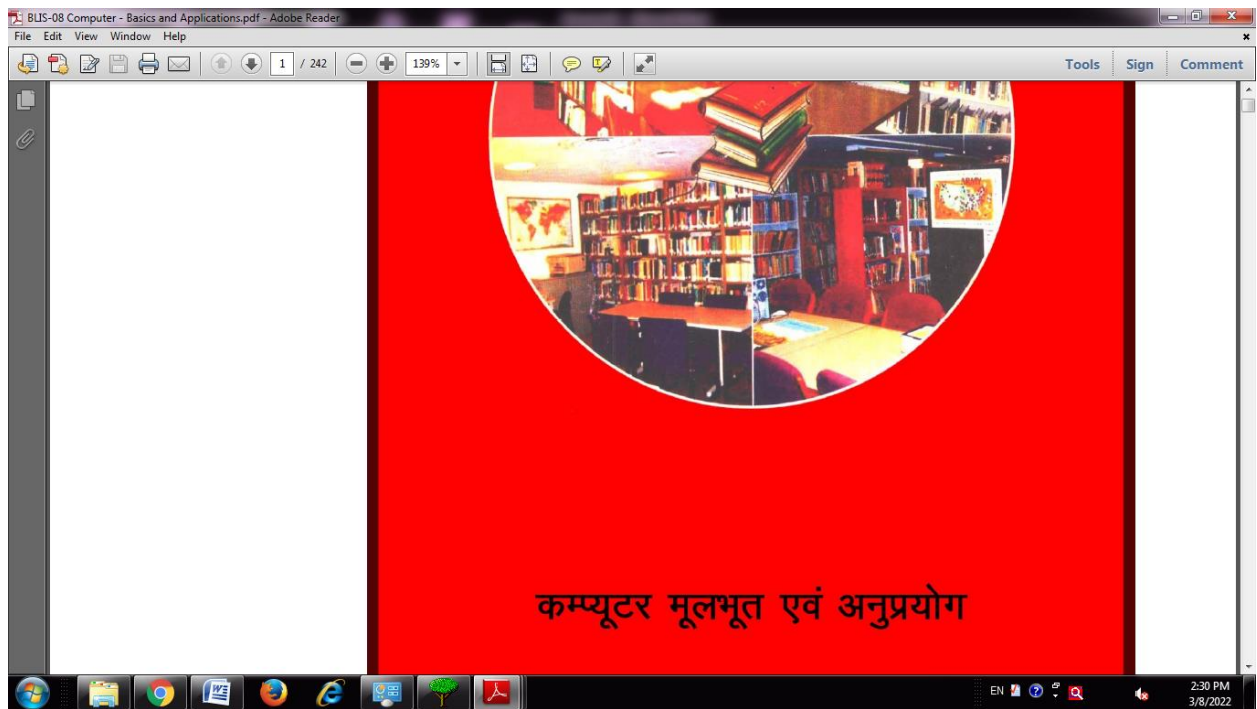 BLIS-08 Computer - Basics and Applications.pdf - Adobe Reader
File Edit View Window Help
1 / 242 139% Tools Sign Comment
कम्प्यूटर मूलभूत एवं अनुप्रयोग
EN 2:30 PM
3/8/2022